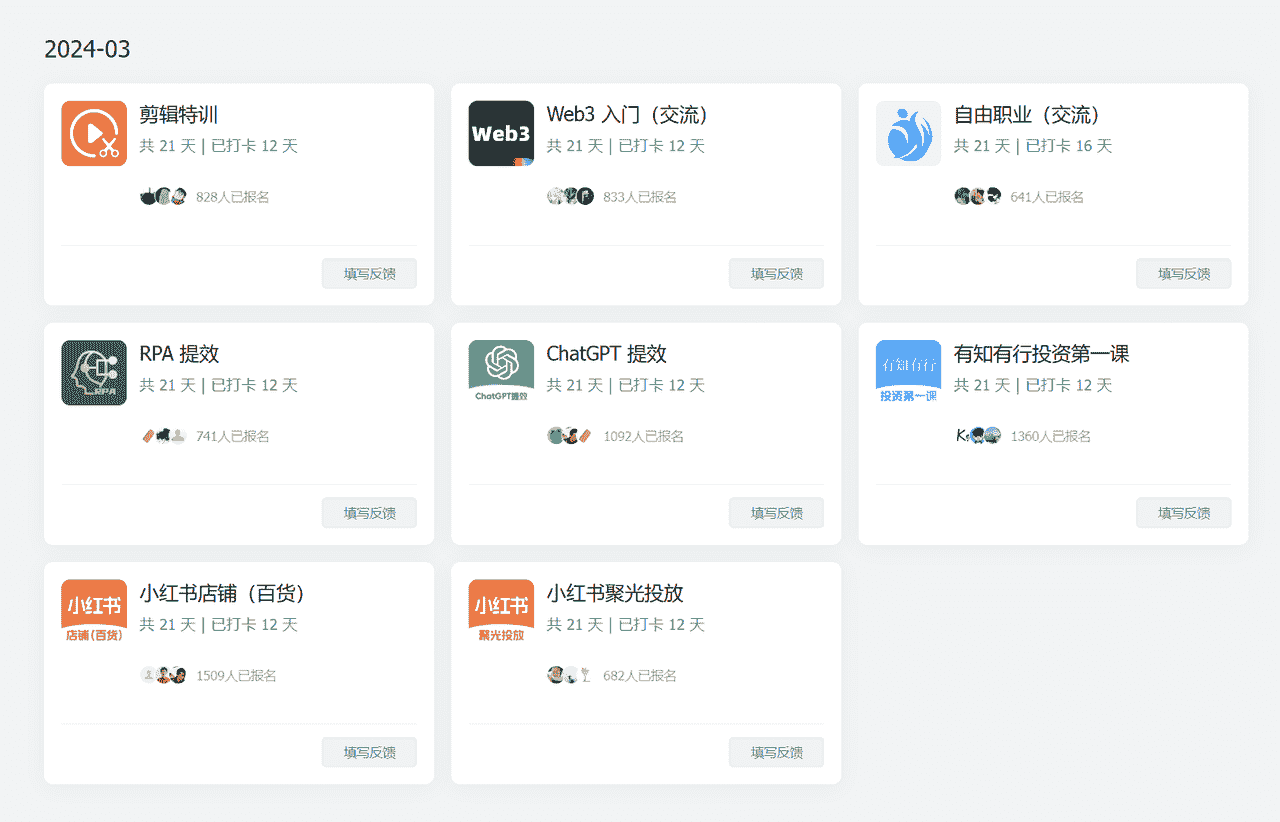 2024-03
剪辑特训
共 21 天 | 已打卡 12 天
828人已报名
填写反馈
Web3
Web3 入门（交流）
共 21 天 | 已打卡 12 天
833人已报名
填写反馈
自由职业（交流）
共 21 天 | 已打卡 16 天
641人已报名
填写反馈
RPA
RPA 提效
共 21 天 | 已打卡 12 天
741人已报名
填写反馈
ChatGPT提效
ChatGPT 提效
共 21 天 | 已打卡 12 天
1092人已报名
填写反馈
有知有行
投资第一课
有知有行投资第一课
共 21 天 | 已打卡 12 天
1360人已报名
填写反馈
小红书
店铺(百货)
小红书店铺（百货）
共 21 天 | 已打卡 12 天
1509人已报名
填写反馈
小红书
聚光投放
小红书聚光投放
共 21 天 | 已打卡 12 天
682人已报名
填写反馈